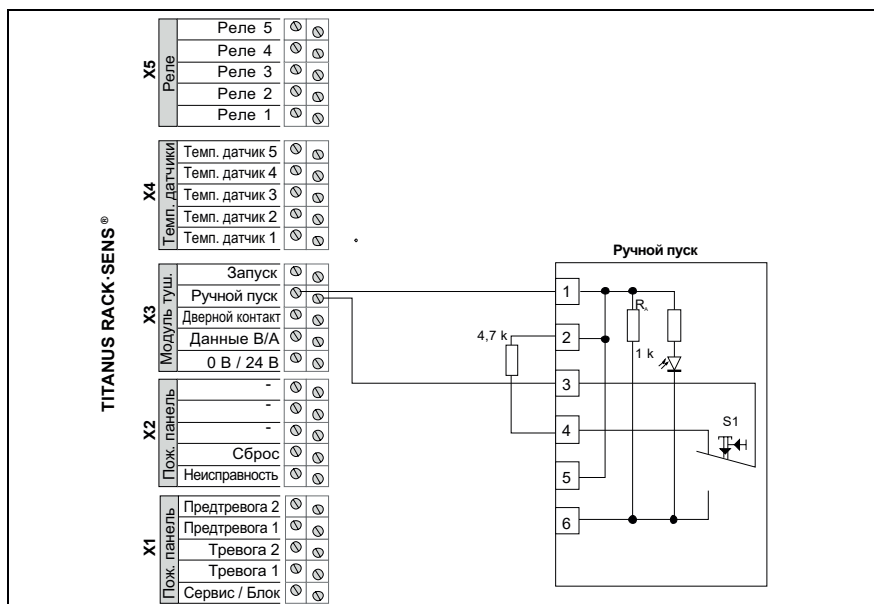 TITANUS RACK·SENS®
X5
Реле
Реле 5
Реле 4
Реле 3
Реле 2
Реле 1
X4
Темп. датчики
Темп. датчик 5
Темп. датчик 4
Темп. датчик 3
Темп. датчик 2
Темп. датчик 1
X3
Модуль туш.
Запуск
Ручной пуск
Дверной контакт
Данные В/А
0 В / 24 В
X2
Пож. панель
-
-
-
Сброс
Неисправность
X1
Пож. панель
Предтревога 2
Предтревога 1
Тревога 2
Тревога 1
Сервис / Блок
Ручной пуск
1
2
3
4
5
6
4,7 k
RA
1 k
S1